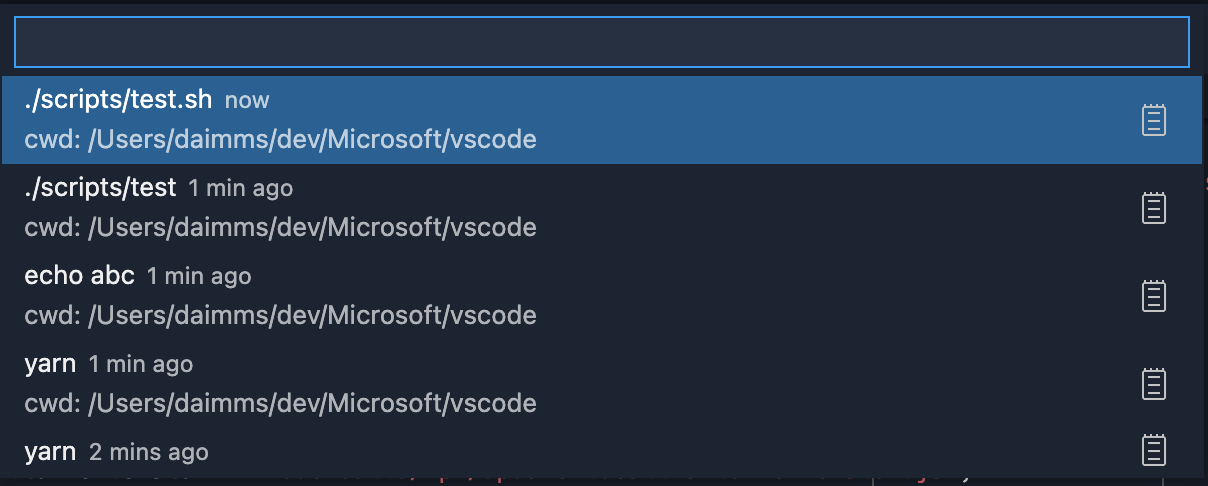 ./scripts/test.sh now
cwd: /Users/daimms/dev/Microsoft/vscode
./scripts/test 1 min ago
cwd: /Users/daimms/dev/Microsoft/vscode
echo abc 1 min ago
cwd: /Users/daimms/dev/Microsoft/vscode
yarn 1 min ago
cwd: /Users/daimms/dev/Microsoft/vscode
yarn 2 mins ago